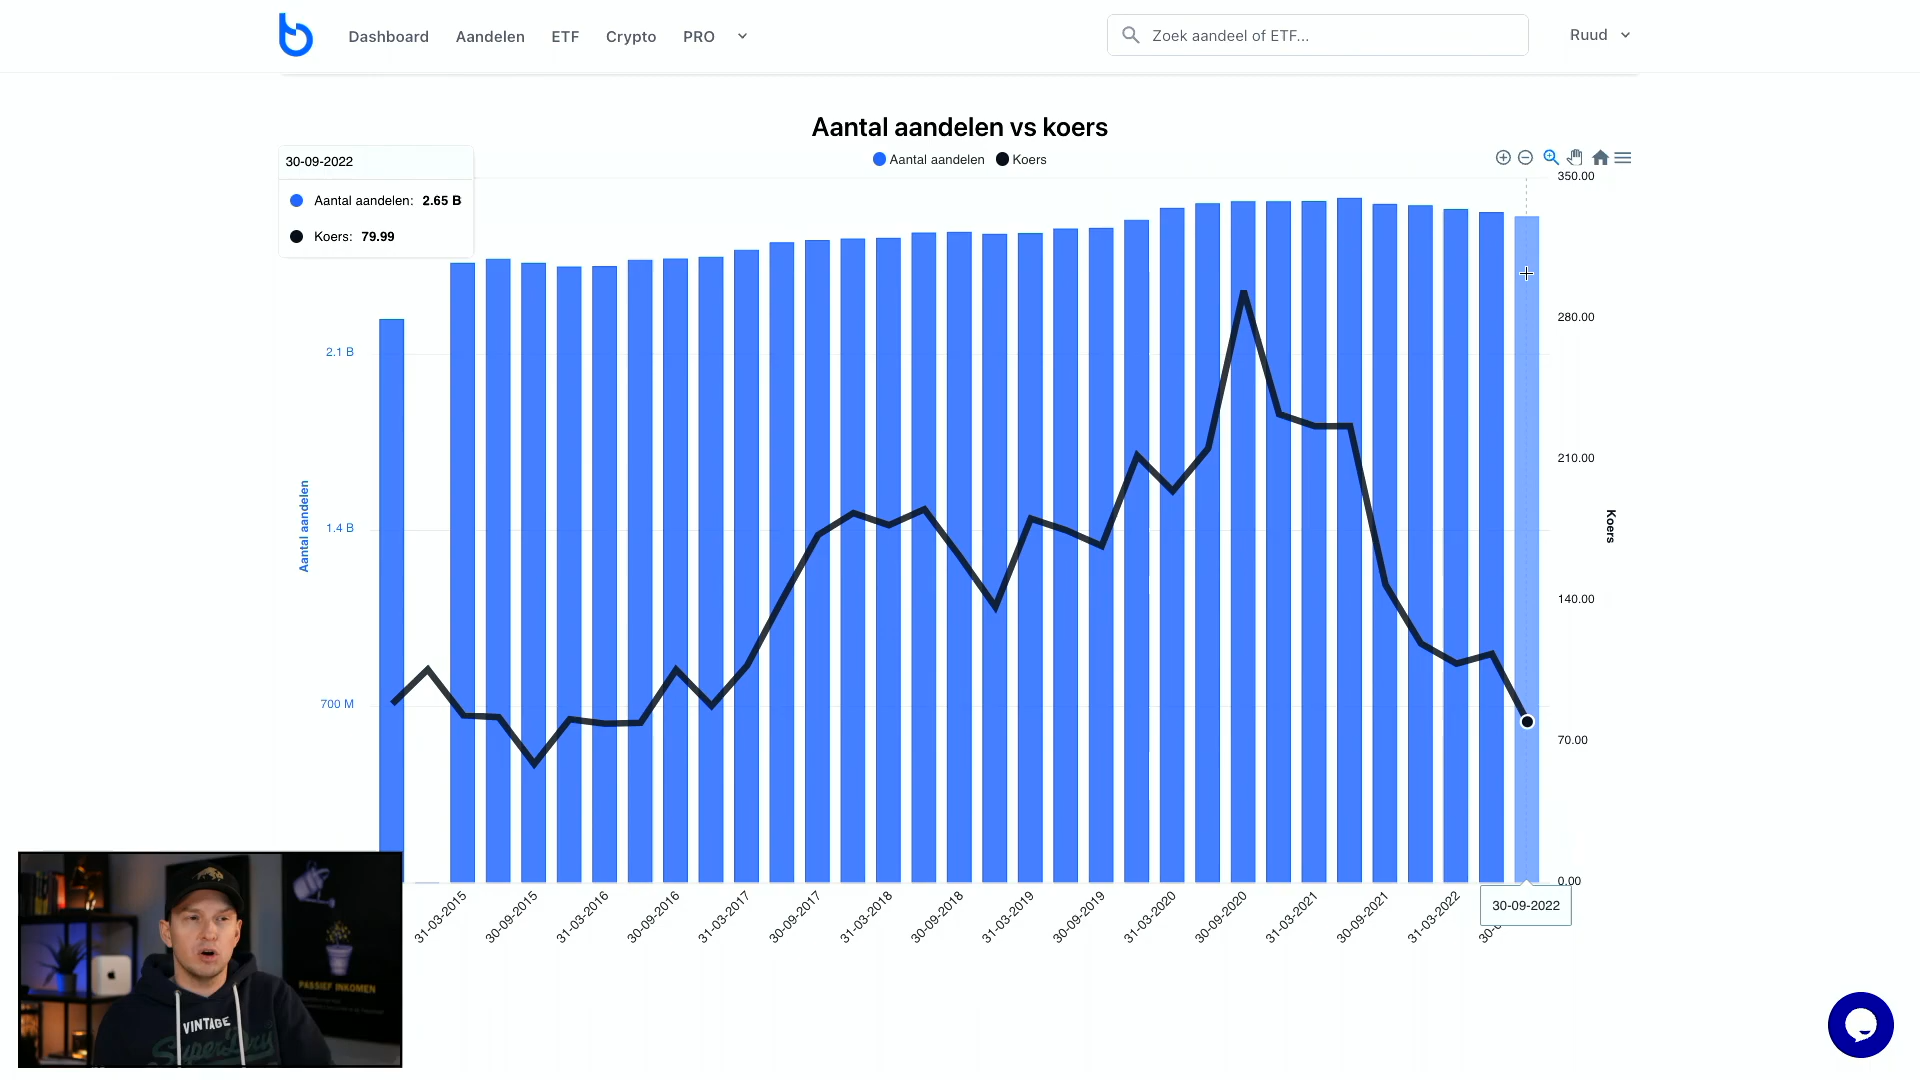 Dashboard Aandelen ETF Crypto PRO
Zoek aandeel of ETF...
Ruud
Aantal aandelen vs koers
Aantal aandelen Koers
30-09-2022
Aantal aandelen: 2.65 B
Koers: 79.99
2.1 B
1.4 B
700 M
Aantal aandelen
350.00
280.00
210.00
140.00
70.00
0.00
Koers
31-03-2015
30-09-2015
31-03-2016
30-09-2016
31-03-2017
30-09-2017
31-03-2018
30-09-2018
31-03-2019
30-09-2019
31-03-2020
30-09-2020
31-03-2021
30-09-2021
31-03-2022
30-09-2022
PASSIEF INKOMEN
VINTAGE
SuperDry